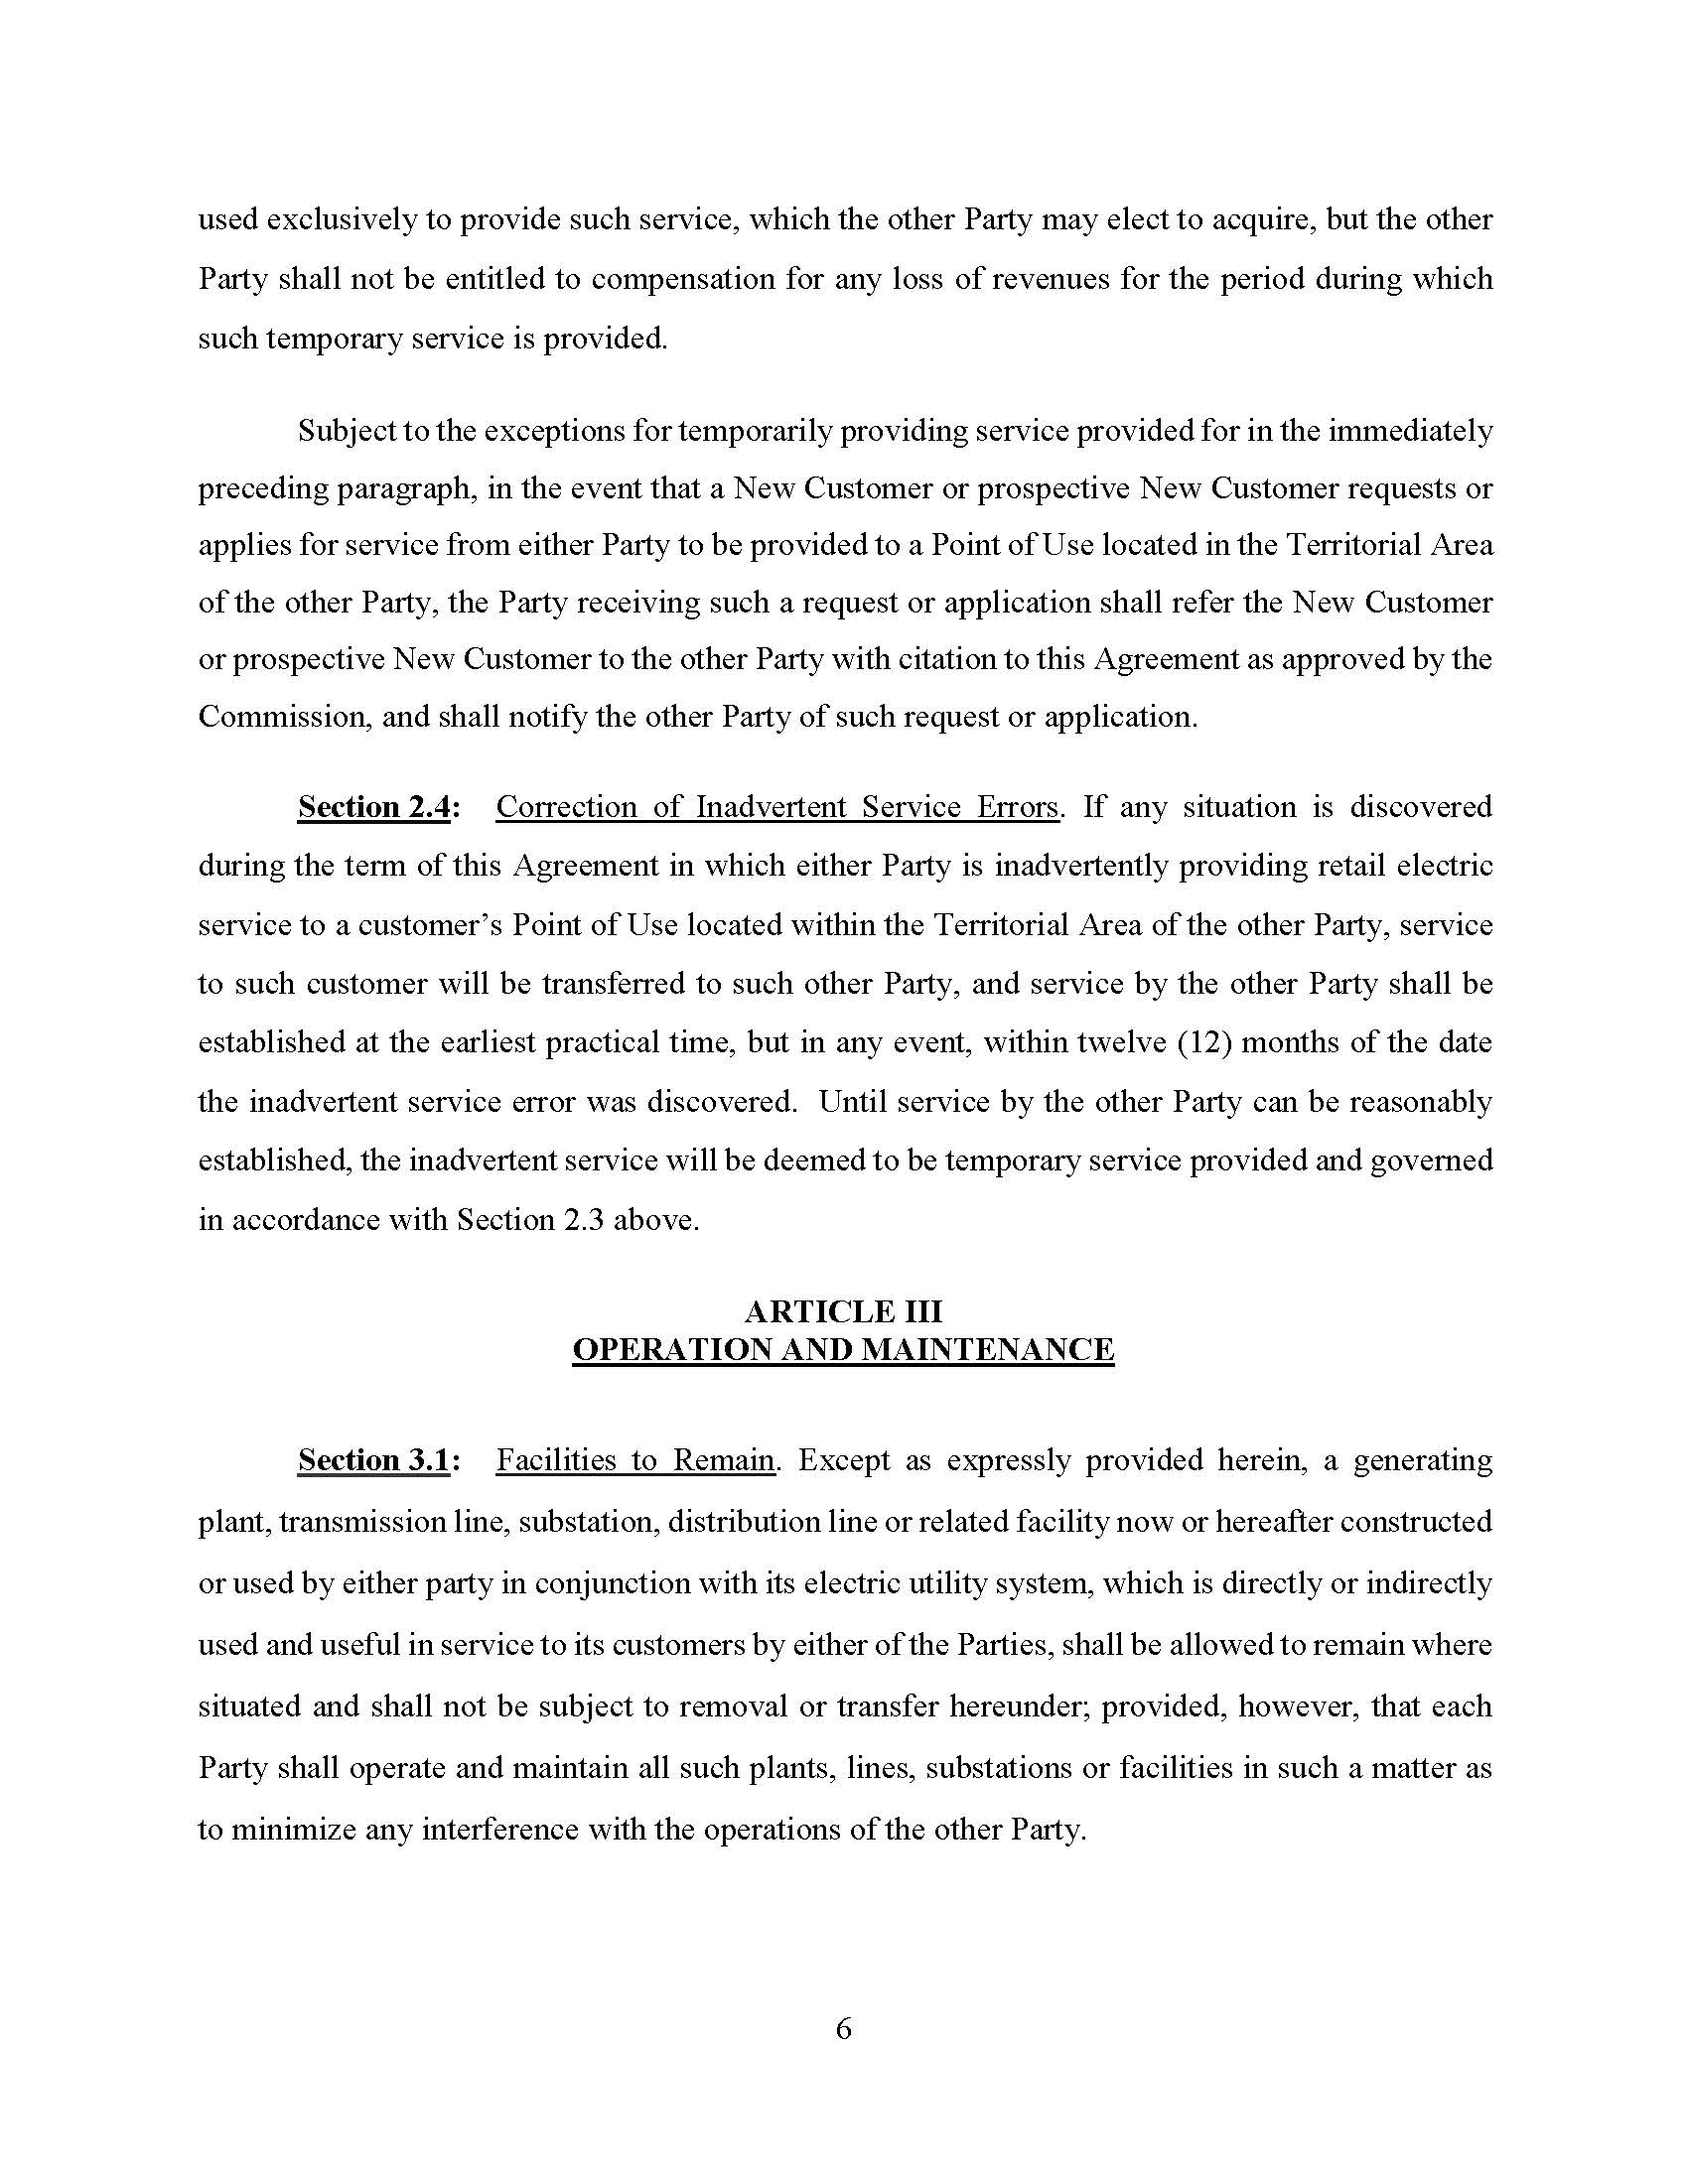 used exclusively to provide such service, which the other Party may elect to acquire, but the other
Party shall not be entitled to compensation for any loss of revenues for the period during which
such temporary service is provided.
Subject to the exceptions for temporarily providing service provided for in the immediately
preceding paragraph, in the event that a New Customer or prospective New Customer requests or
applies for service from either Party to be provided to a Point of Use located in the Territorial Area
of the other Party, the Party receiving such a request or application shall refer the New Customer
or prospective New Customer to the other Party with citation to this Agreement as approved by the
Commission, and shall notify the other Party of such request or application.
Section 2.4: Correction of Inadvertent Service Errors. If any situation is discovered
during the term of this Agreement in which either Party is inadvertently providing retail electric
service to a customer’s Point of Use located within the Territorial Area of the other Party, service
to such customer will be transferred to such other Party, and service by the other Party shall be
established at the earliest practical time, but in any event, within twelve (12) months of the date
the inadvertent service error was discovered. Until service by the other Party can be reasonably
established, the inadvertent service will be deemed to be temporary service provided and governed
in accordance with Section 2.3 above.
ARTICLE III
OPERATION AND MAINTENANCE
Section 3.1: Facilities to Remain. Except as expressly provided herein, a generating
plant, transmission line, substation, distribution line or related facility now or hereafter constructed
or used by either party in conjunction with its electric utility system, which is directly or indirectly
used and useful in service to its customers by either of the Parties, shall be allowed to remain where
situated and shall not be subject to removal or transfer hereunder; provided, however, that each
Party shall operate and maintain all such plants, lines, substations or facilities in such a matter as
to minimize any interference with the operations of the other Party.
6